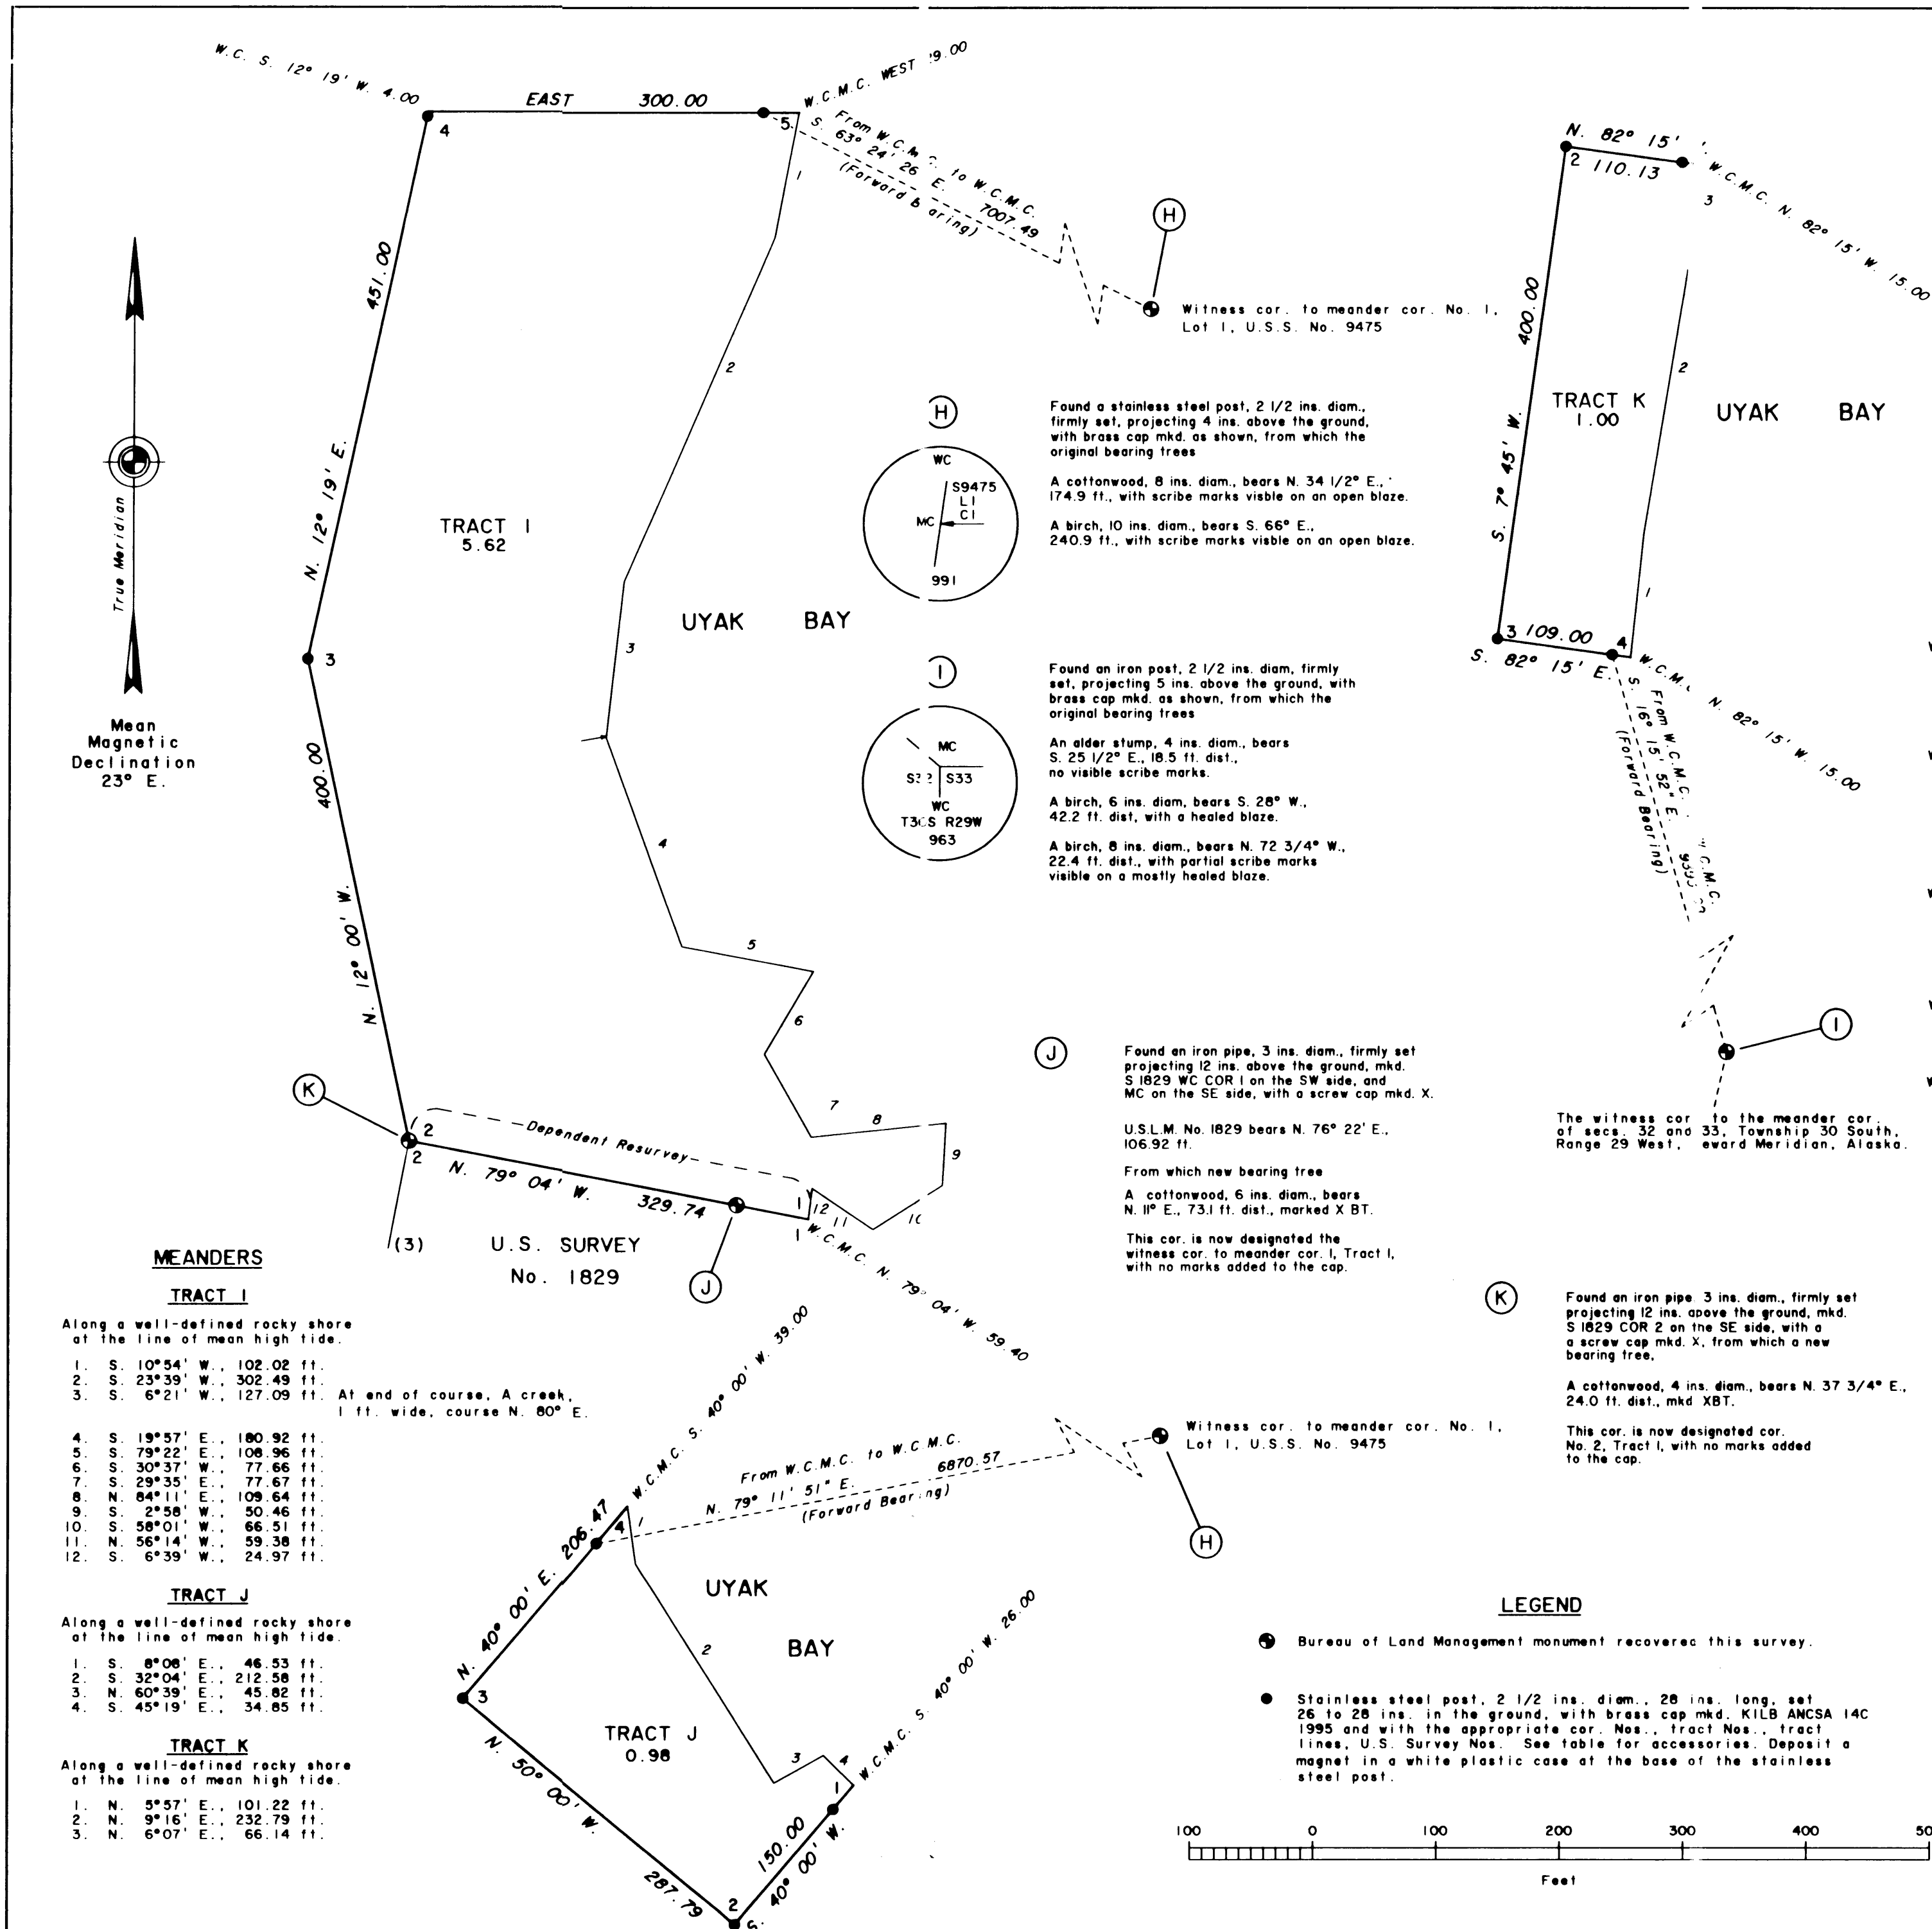 W.C. S. 12° 19' W. 4.00
EAST 300.00
W.C.M.C. WEST 9.00
4
5
From W.C.M.C. to W.C.M.C.
S. 63° 24' 26 E. 7007.49
(Forward B aring)
1
2
3
4
5
6
7
8
9
10
11
12
N. 12° 19' E. 451.00
TRACT I
5.62
UYAK BAY
3
N. 12° 00' W. 400.00
True Meridian
Mean
Magnetic
Declination
23° E.
H
Witness cor. to meander cor. No. 1,
Lot 1, U.S.S. No. 9475
H
WC
S9475
L1
C1
MC
991
Found a stainless steel post, 2 1/2 ins. diam.,
firmly set, projecting 4 ins. above the ground,
with brass cap mkd. as shown, from which the
original bearing trees
A cottonwood, 8 ins. diam., bears N. 34 1/2° E.,
174.9 ft., with scribe marks visble on an open blaze.
A birch, 10 ins. diam., bears S. 66° E.,
240.9 ft., with scribe marks visble on an open blaze.
I
MC
S32 S33
WC
T30S R29W
963
Found an iron post, 2 1/2 ins. diam, firmly
set, projecting 5 ins. above the ground, with
brass cap mkd. as shown, from which the
original bearing trees
An alder stump, 4 ins. diam., bears
S. 25 1/2° E., 18.5 ft. dist.,
no visible scribe marks.
A birch, 6 ins. diam, bears S. 28° W.,
42.2 ft. dist, with a healed blaze.
A birch, 8 ins. diam., bears N. 72 3/4° W.,
22.4 ft. dist., with partial scribe marks
visible on a mostly healed blaze.
N. 82° 15'
2 110.13
W.C.M.C. N. 82° 15' W. 15.00
3
S. 7° 45' W. 400.00
TRACT K
1.00
2
UYAK BAY
1
3 109.00 4
S. 82° 15' E.
W.C.M.C. N. 82° 15' W. 15.00
From W.C.M.C. W.C.M.C.
S. 16° 15' 52" E.
(Forward Bearing)
I
The witness cor to the meander cor.
of secs. 32 and 33, Township 30 South,
Range 29 West, eward Meridian, Alaska.
K
2
2
1
Dependent Resurvey
N. 79° 04' W. 329.74
1
W.C.M.C. N. 79° 04' W. 59.40
(3)
U.S. SURVEY
No. 1829
J
J
Found an iron pipe, 3 ins. diam., firmly set
projecting 12 ins. above the ground, mkd.
S 1829 WC COR 1 on the SW side, and
MC on the SE side, with a screw cap mkd. X.
U.S.L.M. No. 1829 bears N. 76° 22' E.,
106.92 ft.
From which new bearing tree
A cottonwood, 6 ins. diam., bears
N. 11° E., 73.1 ft. dist., marked X BT.
This cor. is now designated the
witness cor. to meander cor. 1, Tract I,
with no marks added to the cap.
K
Found an iron pipe 3 ins. diam., firmly set
projecting 12 ins. above the ground, mkd.
S 1829 COR 2 on the SE side, with a
a screw cap mkd. X, from which a new
bearing tree,
A cottonwood, 4 ins. diam., bears N. 37 3/4° E.,
24.0 ft. dist., mkd XBT.
This cor. is now designated cor.
No. 2, Tract I, with no marks added
to the cap.
MEANDERS
TRACT I
Along a well-defined rocky shore
at the line of mean high tide.
1. S. 10°54' W., 102.02 ft.
2. S. 23°39' W., 302.49 ft.
3. S. 6°21' W., 127.09 ft. At end of course, A creek,
1 ft. wide, course N. 80° E.
4. S. 19°57' E., 180.92 ft.
5. S. 79°22' E., 108.96 ft.
6. S. 30°37' W., 77.66 ft.
7. S. 29°35' E., 77.67 ft.
8. N. 84°11' E., 109.64 ft.
9. S. 2°58' W., 50.46 ft.
10. S. 58°01' W., 66.51 ft.
11. N. 56°14' W., 59.38 ft.
12. S. 6°39' W., 24.97 ft.
TRACT J
Along a well-defined rocky shore
at the line of mean high tide.
1. S. 8°08' E., 46.53 ft.
2. S. 32°04' E., 212.58 ft.
3. N. 60°39' E., 45.82 ft.
4. S. 45°19' E., 34.85 ft.
TRACT K
Along a well-defined rocky shore
at the line of mean high tide.
1. N. 5°57' E., 101.22 ft.
2. N. 9°16' E., 232.79 ft.
3. N. 6°07' E., 66.14 ft.
W.C.M.C. S. 40° 00' W. 39.00
From W.C.M.C. to W.C.M.C.
N. 79° 11' 51" E. 6870.57
(Forward Bearing)
Witness cor. to meander cor. No. 1,
Lot 1, U.S.S. No. 9475
H
N. 40° 00' E. 206.47
4
1
UYAK
BAY
2
3
TRACT J
0.98
3
4
1
W.C.M.C. S. 40° 00' W. 26.00
N. 50° 00' W. 287.79
150.00
S. 40° 00' W.
2
LEGEND
Bureau of Land Management monument recovered this survey.
Stainless steel post, 2 1/2 ins. diam., 28 ins. long, set
26 to 28 ins. in the ground, with brass cap mkd. KILB ANCSA 14C
1995 and with the appropriate cor. Nos., tract Nos., tract
lines, U.S. Survey Nos. See table for accessories. Deposit a
magnet in a white plastic case at the base of the stainless
steel post.
100 0 100 200 300 400
Feet